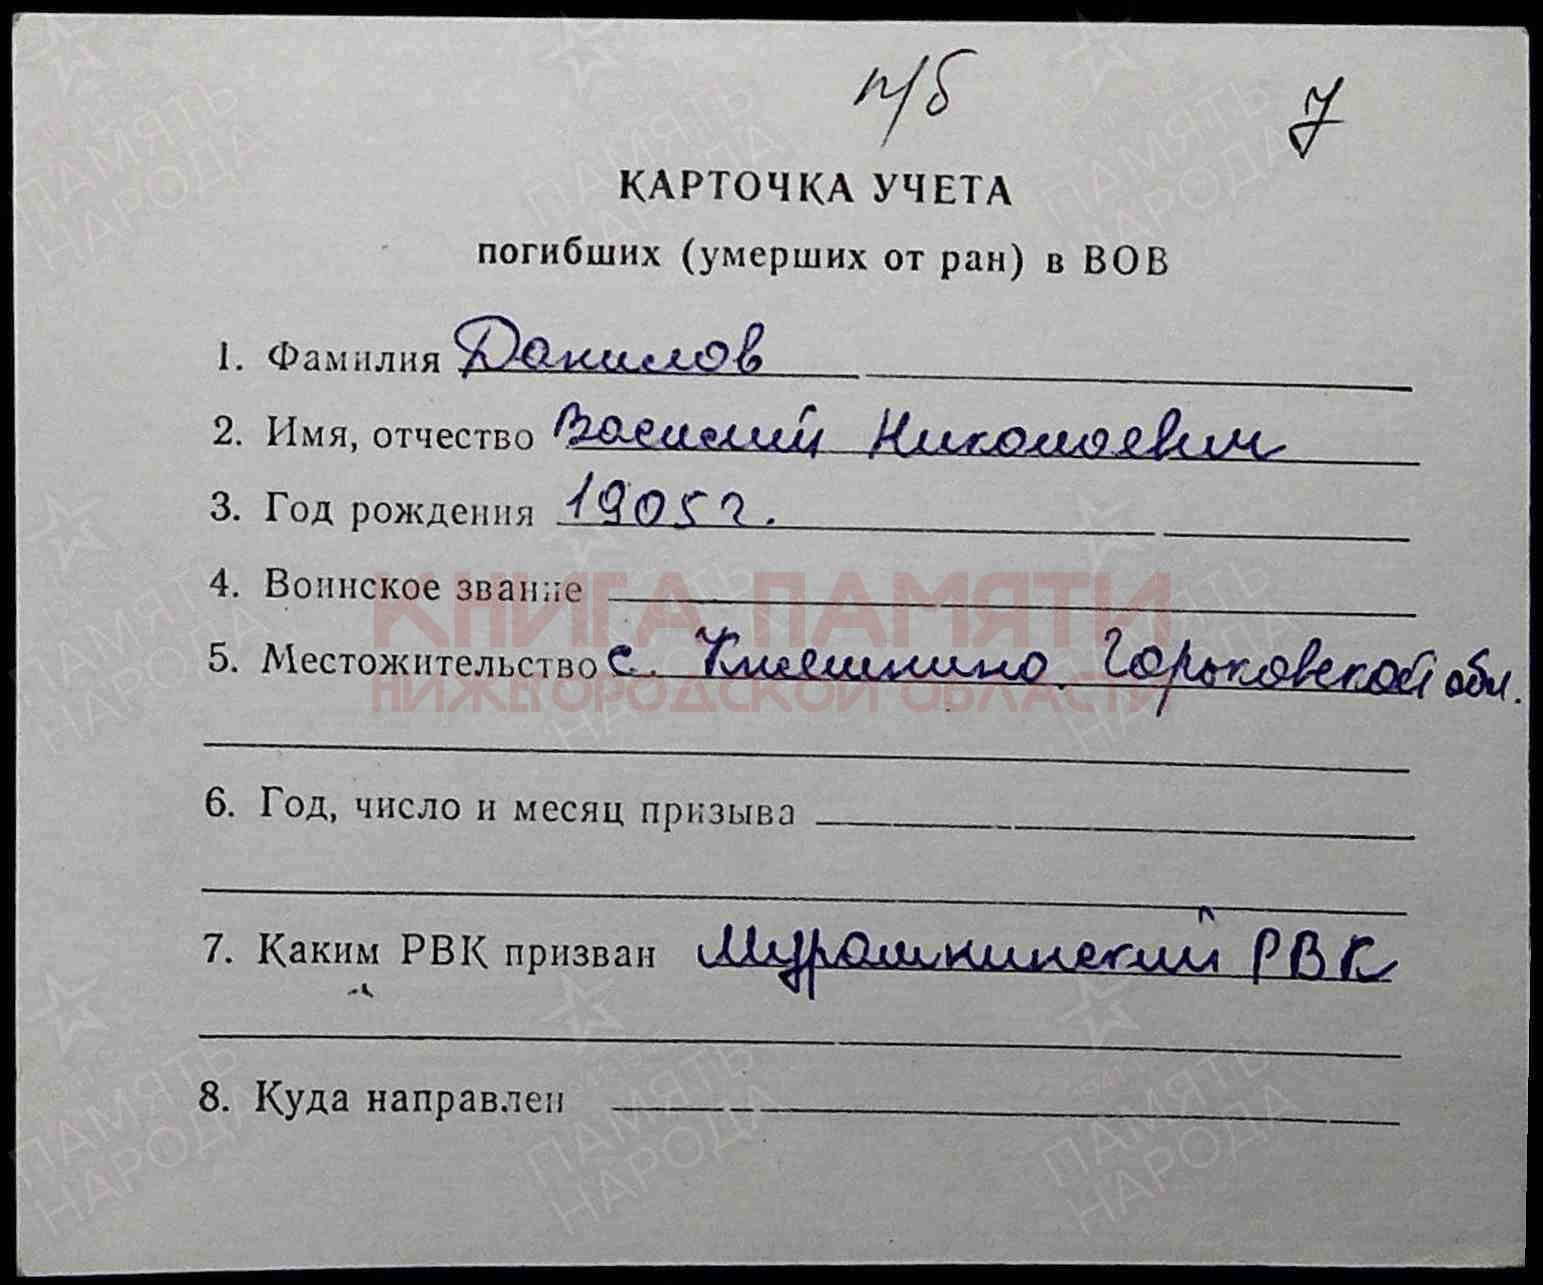 п/б 7
КАРТОЧКА УЧЕТА
погибших (умерших от ран) в ВОВ
1. Фамилия Данилов
2. Имя, отчество Василий Николаевич
3. Год рождения 1905 г.
4. Воинское звание
КНИГА ПАМЯТИ
5. Местожительство с. Кишкино Горьковской обл.
НИЖЕГОРОДСКОЙ ОБЛАСТИ
6. Год, число и месяц призыва
7. Каким РВК призван Мурашкинский РВК
8. Куда направлен
ПАМЯТЬ НАРОДА